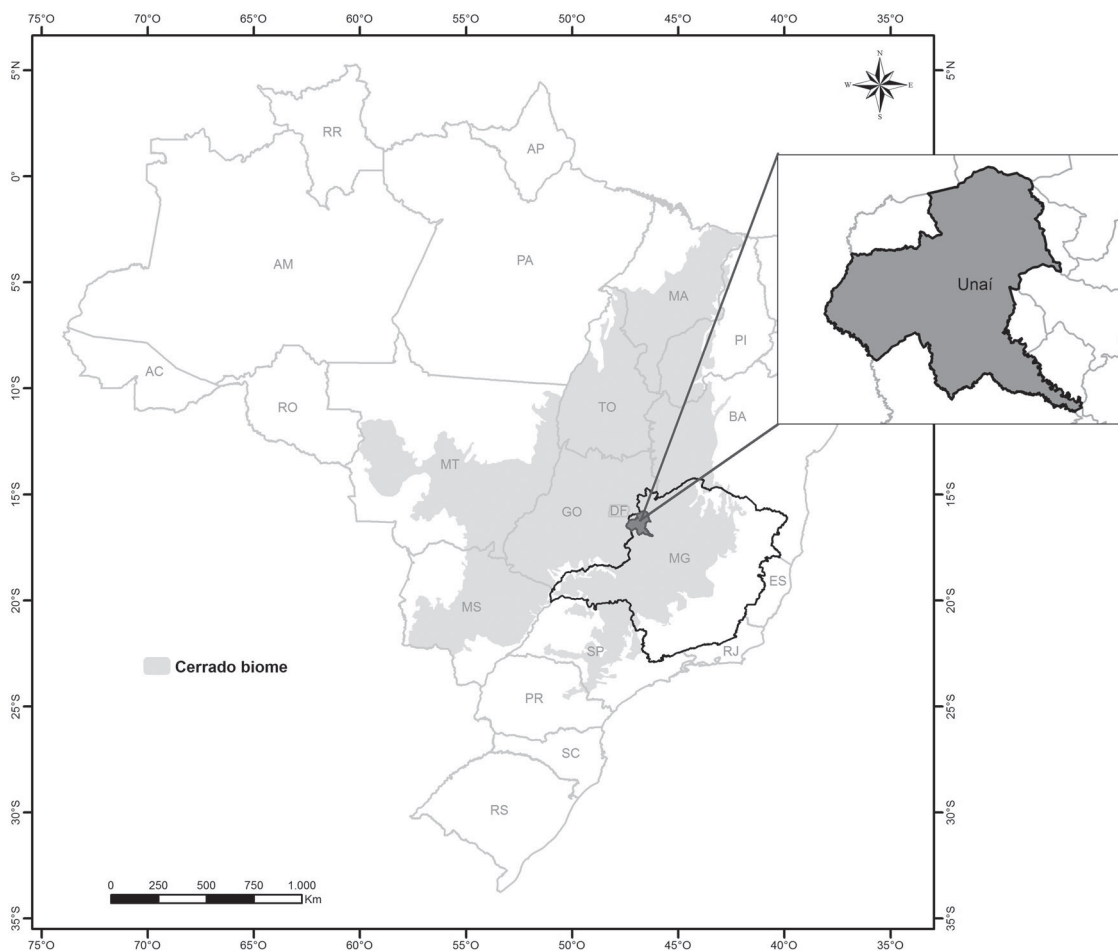 75°O 70°O 65°O 60°O 55°O 50°O 45°O 40°O 35°O
5°N
5°N
N
W E
S
RR
AP
0°
Unaí
AM
PA
5°S
MA
PI
AC
10°S
RO
TO
BA
MT
15°S
15°S
GO
DF
MG
ES
20°S
20°S
MS
SP
RJ
Cerrado biome
25°S
25°S
PR
SC
RS
30°S
30°S
0 250 500 750 1.000
Km
35°S
35°S
75°O 70°O 65°O 60°O 55°O 50°O 45°O 40°O 35°O